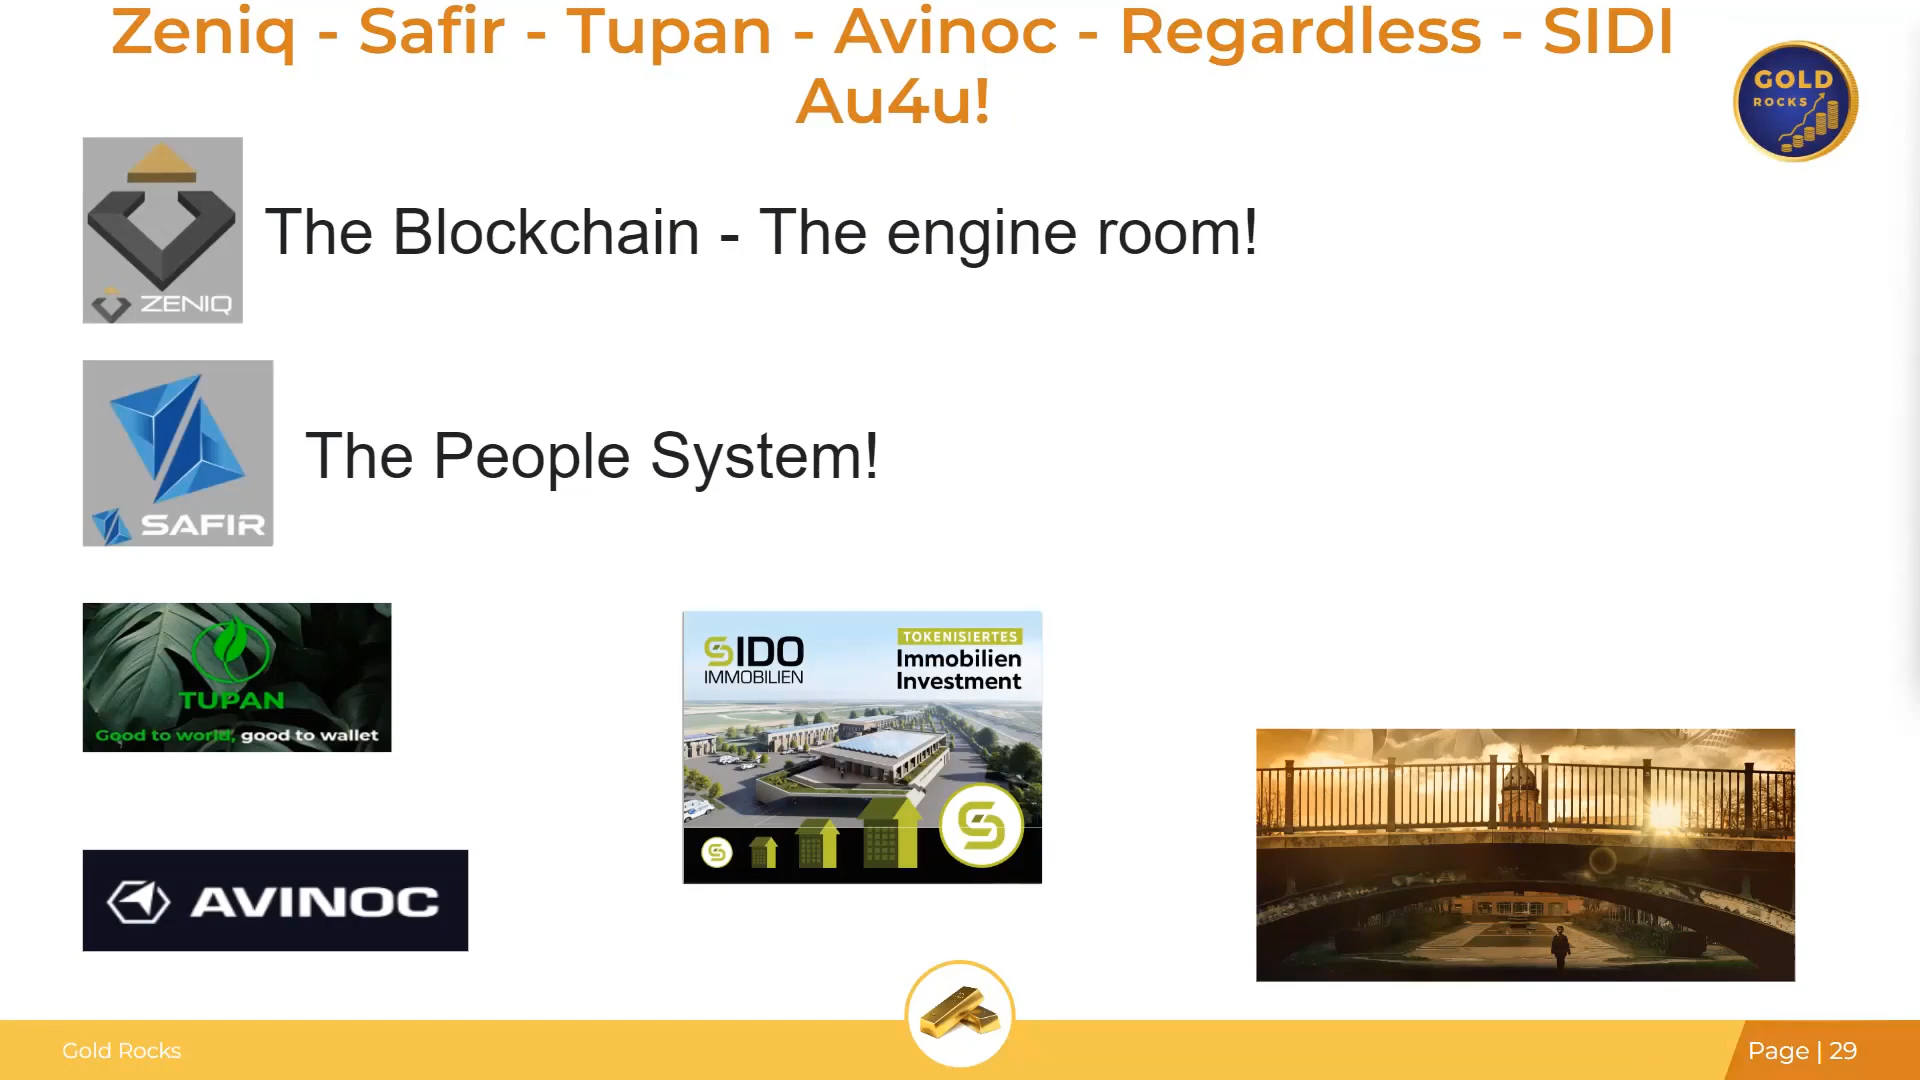 Zeniq - Safir - Tupan - Avinoc - Regardless - SIDI
Au4u!
GOLD
ROCKS
The Blockchain - The engine room!
ZENIQ
The People System!
SAFIR
TUPAN
Good to world, good to wallet
SIDO
IMMOBILIEN
TOKENISIERTES
Immobilien
Investment
AVINOC
Gold Rocks
Page | 29